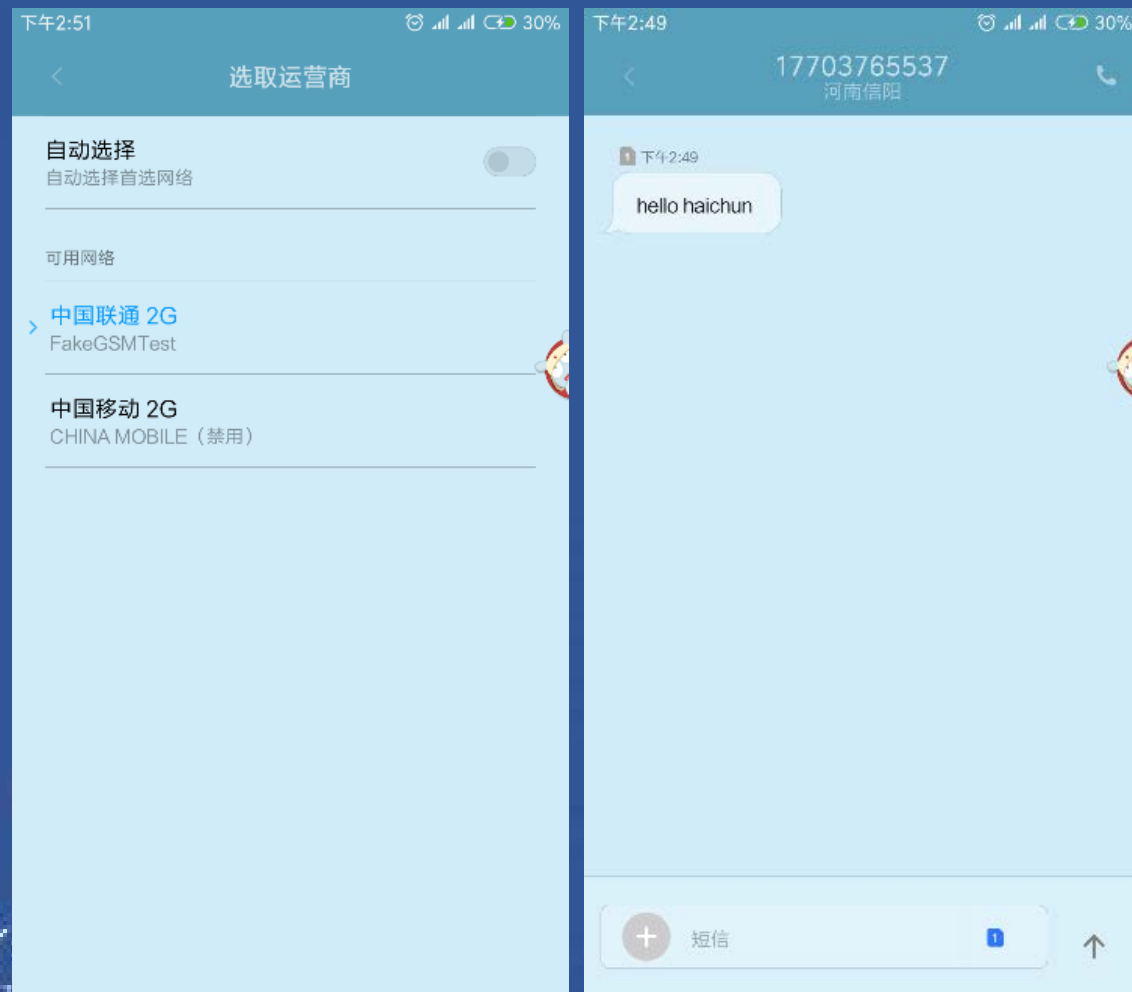 下午2:51
30%
选取运营商
自动选择
自动选择首选网络
可用网络
中国联通 2G
FakeGSMTest
中国移动 2G
CHINA MOBILE（禁用）
下午2:49
30%
17703765537
河南信阳
1 下午2:49
hello haichun
短信
1